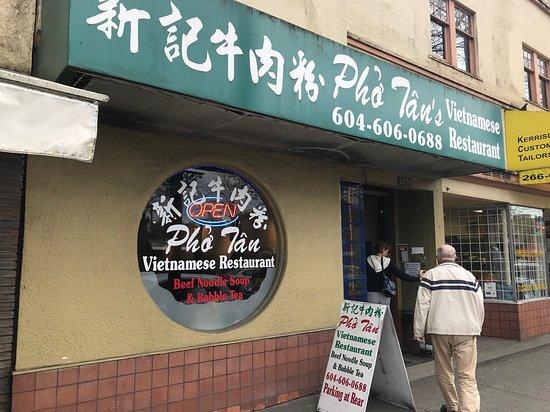 新記牛肉粉 Phở Tân's Vietnamese
604-606-0688 Restaurant
KERRISD
CUSTOM
TAILORS
266-
新記牛肉粉
OPEN
Phở Tân
Vietnamese Restaurant
Beef Noodle Soup
& Bubble Tea
新記牛肉粉
Phở Tân
Vietnamese
Restaurant
Beef Noodle Soup
& Bubble Tea
604-606-0688
Parking at Rear